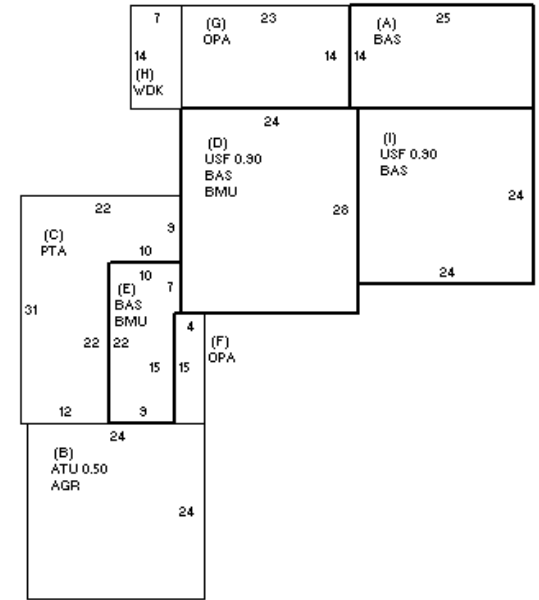 7
(G)
OPA
23
(A)
BAS
25
14
(H)
WDK
14
14
24
(D)
USF 0.90
BAS
BMU
28
(I)
USF 0.90
BAS
24
24
22
(C)
PTA
9
10
31
22
10
(E)
BAS
BMU
7
22
15
9
12
4
15
(F)
OPA
24
(B)
ATU 0.50
AGR
24